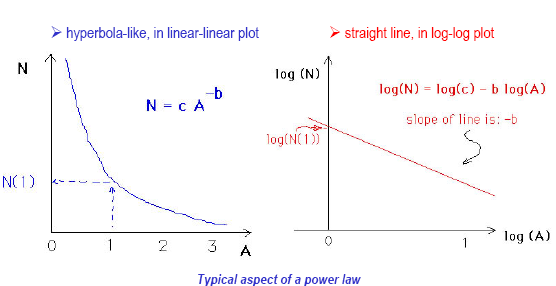 ➢ hyperbola-like, in linear-linear plot
➢ straight line, in log-log plot
N
N = c A^-b
N(1)
0 1 2 3 A
log (N)
log(N) = log(c) - b log(A)
slope of line is: -b
log(N(1))
0 1 log (A)
Typical aspect of a power law